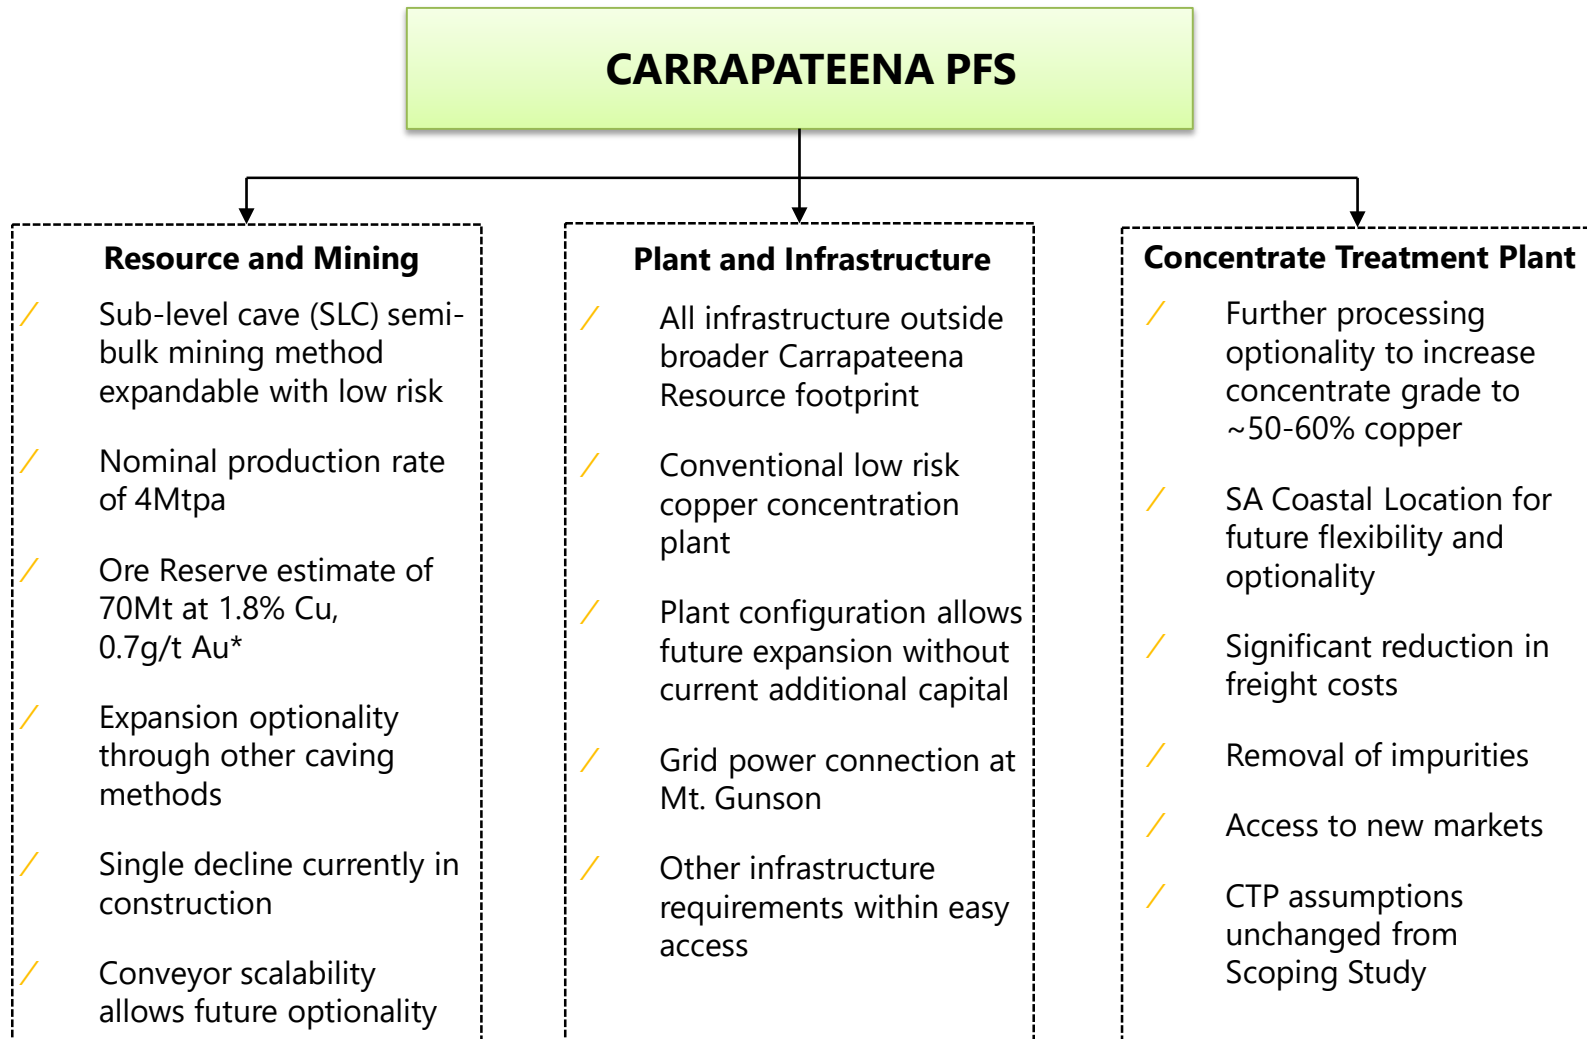 CARRAPATEENA PFS
Resource and Mining
Sub-level cave (SLC) semi-
bulk mining method
expandable with low risk
Nominal production rate
of 4Mtpa
Ore Reserve estimate of
70Mt at 1.8% Cu,
0.7g/t Au*
Expansion optionality
through other caving
methods
Single decline currently in
construction
Conveyor scalability
allows future optionality
Plant and Infrastructure
All infrastructure outside
broader Carrapateena
Resource footprint
Conventional low risk
copper concentration
plant
Plant configuration allows
future expansion without
current additional capital
Grid power connection at
Mt. Gunson
Other infrastructure
requirements within easy
access
Concentrate Treatment Plant
Further processing
optionality to increase
concentrate grade to
~50-60% copper
SA Coastal Location for
future flexibility and
optionality
Significant reduction in
freight costs
Removal of impurities
Access to new markets
CTP assumptions
unchanged from
Scoping Study